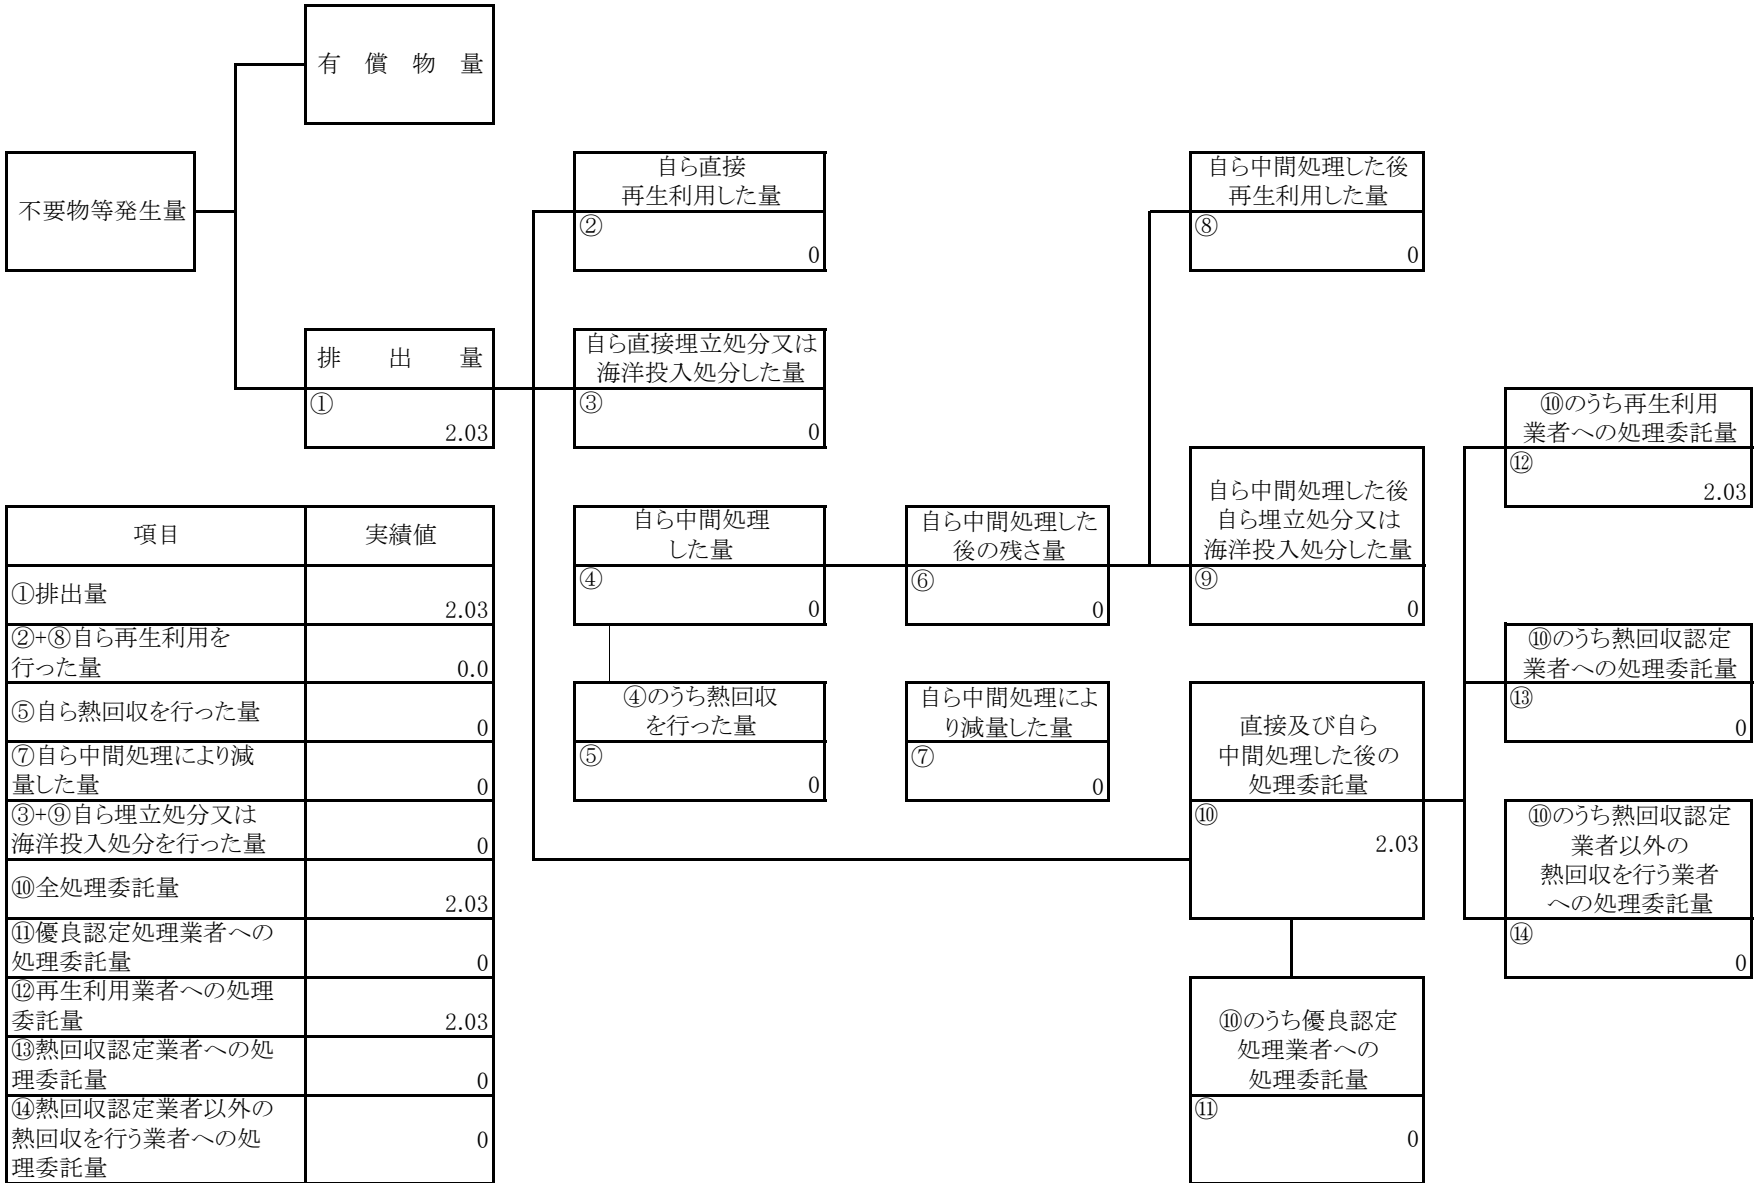 有 償 物 量
不要物等発生量
自ら直接
再生利用した量
②
0
自ら中間処理した後
再生利用した量
⑧
0
排 出 量
①
2.03
自ら直接埋立処分又は
海洋投入処分した量
③
0
⑩のうち再生利用
業者への処理委託量
⑫
2.03
自ら中間処理
した量
④
0
自ら中間処理した
後の残さ量
⑥
0
自ら中間処理した後
自ら埋立処分又は
海洋投入処分した量
⑨
0
⑩のうち熱回収認定
業者への処理委託量
⑬
0
④のうち熱回収
を行った量
⑤
0
自ら中間処理によ
り減量した量
⑦
0
直接及び自ら
中間処理した後の
処理委託量
⑩
2.03
⑩のうち熱回収認定
業者以外の
熱回収を行う業者
への処理委託量
⑭
0
⑩のうち優良認定
処理業者への
処理委託量
⑪
0
項目 実績値
①排出量
2.03
②+⑧自ら再生利用を
行った量
0.0
⑤自ら熱回収を行った量
0
⑦自ら中間処理により減
量した量
0
③+⑨自ら埋立処分又は
海洋投入処分を行った量
0
⑩全処理委託量
2.03
⑪優良認定処理業者への
処理委託量
0
⑫再生利用業者への処理
委託量
2.03
⑬熱回収認定業者への処
理委託量
0
⑭熱回収認定業者以外の
熱回収を行う業者への処
理委託量
0